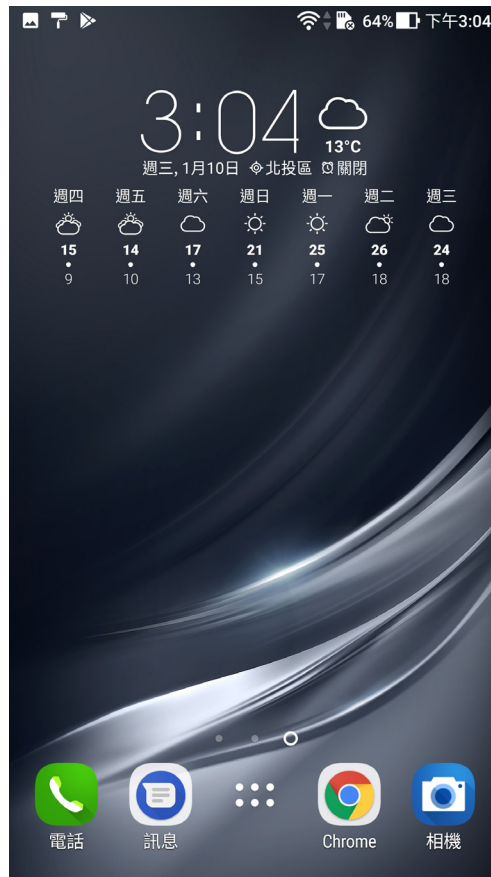 64% 下午3:04
3:04
13°C
週三, 1月10日 北投區 關閉
週四 週五 週六 週日 週一 週二 週三
15 14 17 21 25 26 24
9 10 13 15 17 18 18
電話 訊息 Chrome 相機